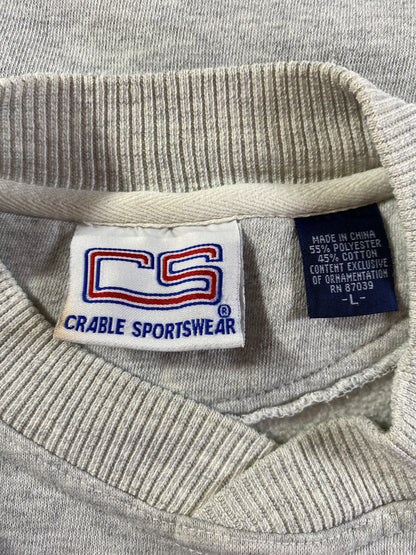 CS
CRABLE SPORTSWEAR®
MADE IN CHINA
55% POLYESTER
45% COTTON
CONTENT EXCLUSIVE
OF ORNAMENTATION
RN 87039
-L-